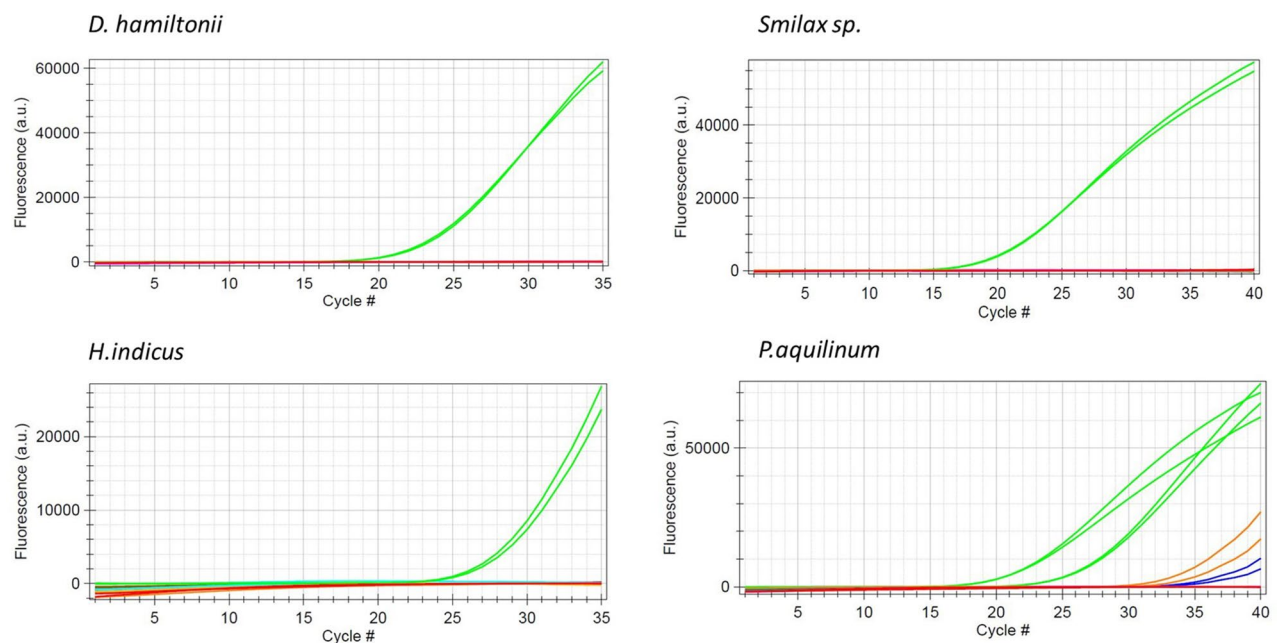 D. hamiltonii
Fluorescence (a.u.)
60000
40000
20000
0
5 10 15 20 25 30 35
Cycle #
Smilax sp.
Fluorescence (a.u.)
40000
20000
0
5 10 15 20 25 30 35 40
Cycle #
H.indicus
Fluorescence (a.u.)
20000
10000
0
5 10 15 20 25 30 35
Cycle #
P.aquilinum
Fluorescence (a.u.)
50000
0
5 10 15 20 25 30 35 40
Cycle #